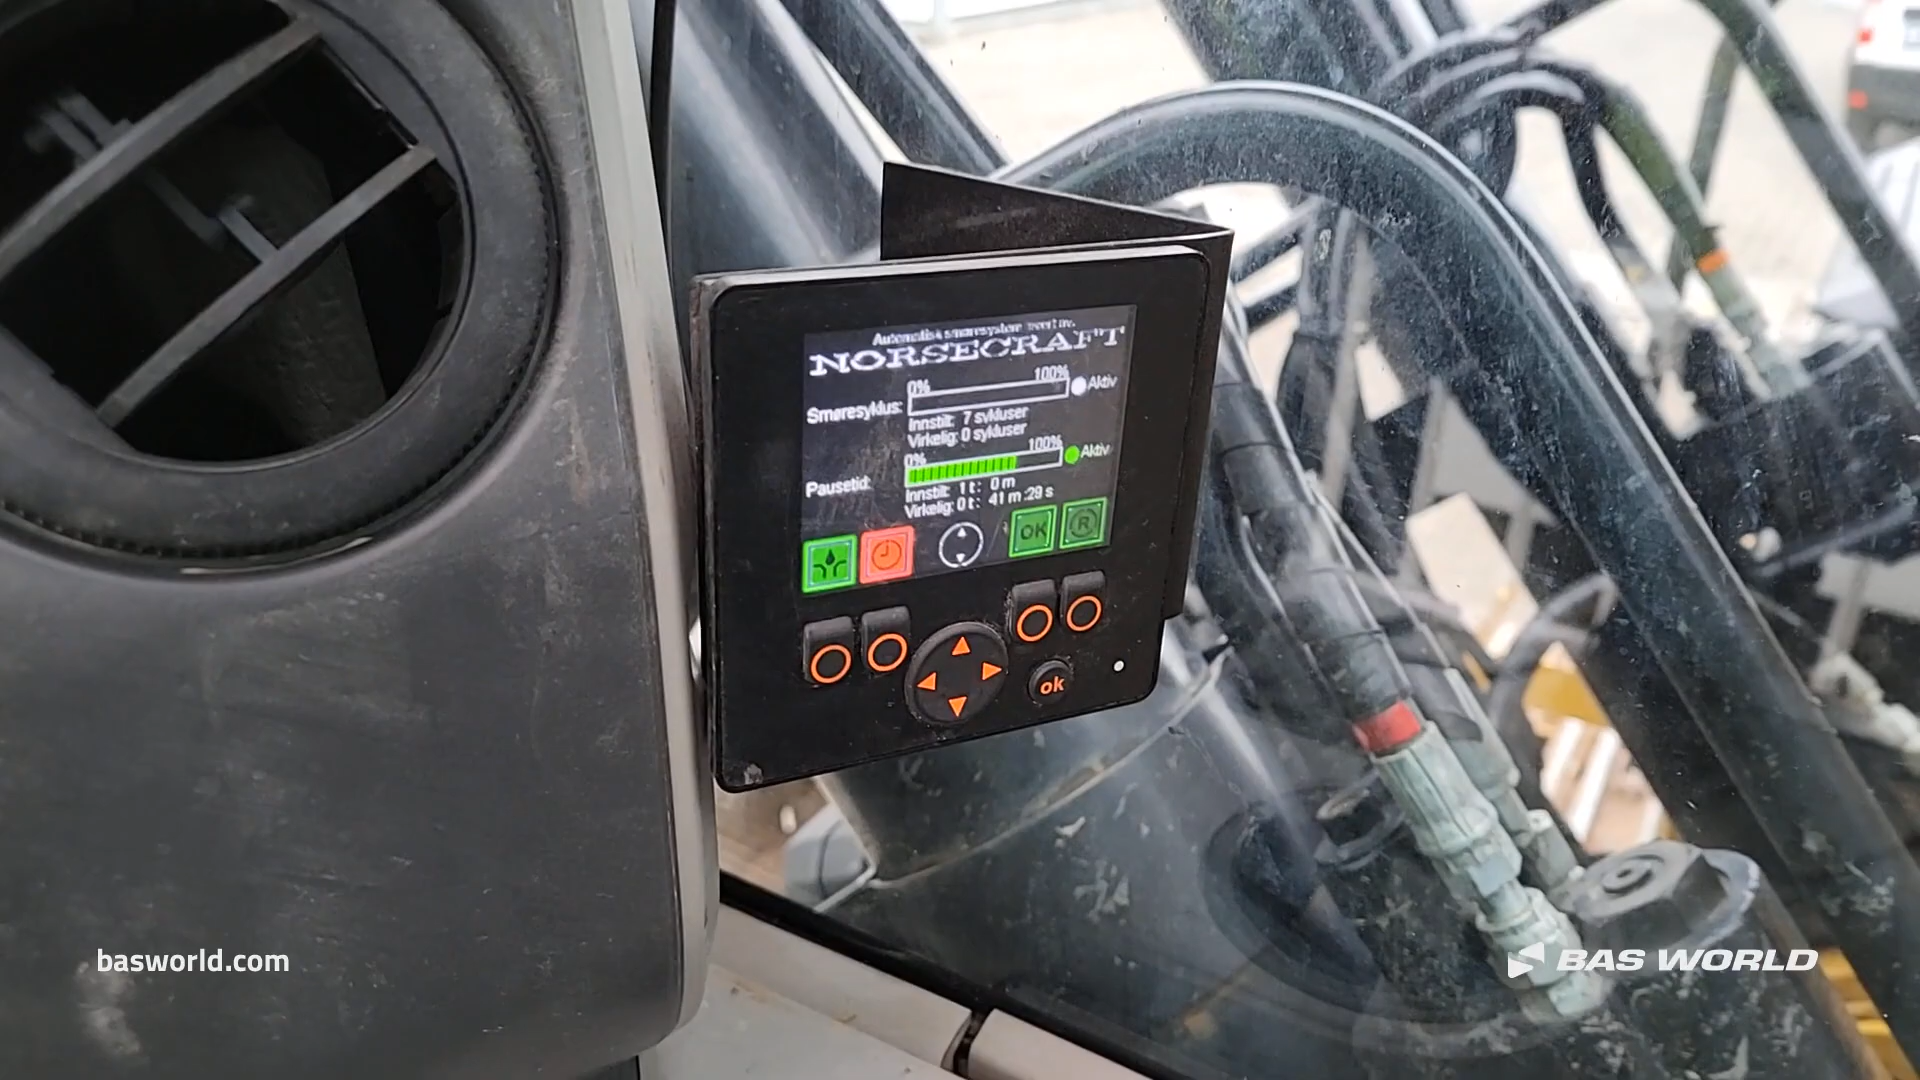 Automatisk smøresystem levert av:
NORSECRAFT
0% 100%
Smøresyklus: Aktiv
Innstilt: 7 sykluser
Virkelig: 0 sykluser
0% 100%
Pausetid: Aktiv
Innstilt: 1 t: 0 m
Virkelig: 0 t: 41 m :29 s
OK R
ok
basworld.com
BAS WORLD